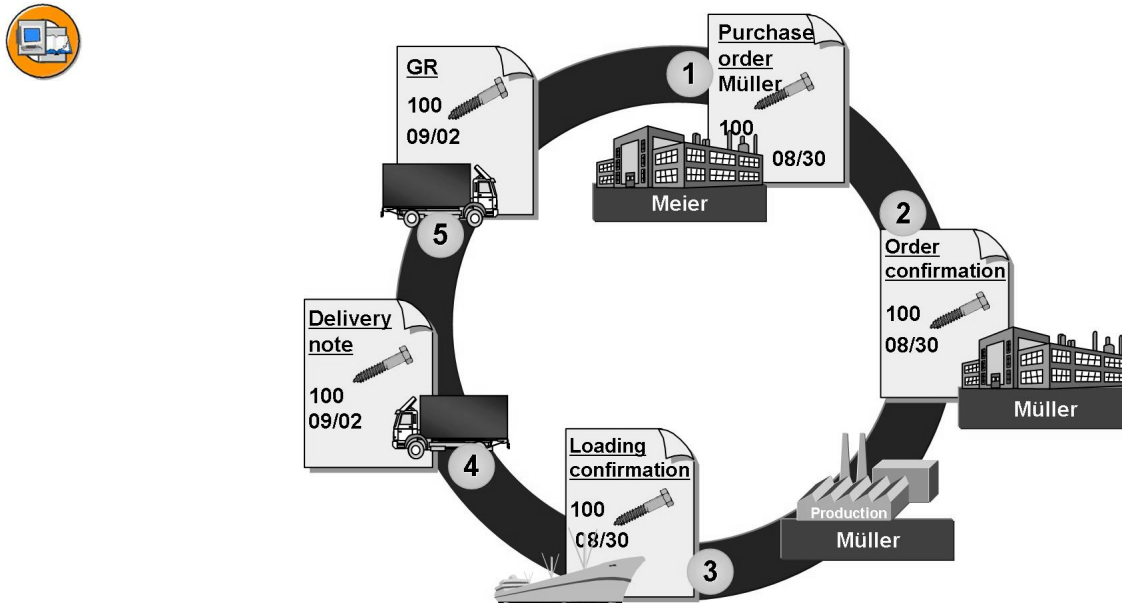 1
Purchase
order
Müller
100
08/30
Meier
2
Order
confirmation
100
08/30
Müller
Production
Müller
3
Loading
confirmation
100
08/30
4
Delivery
note
100
09/02
5
GR
100
09/02